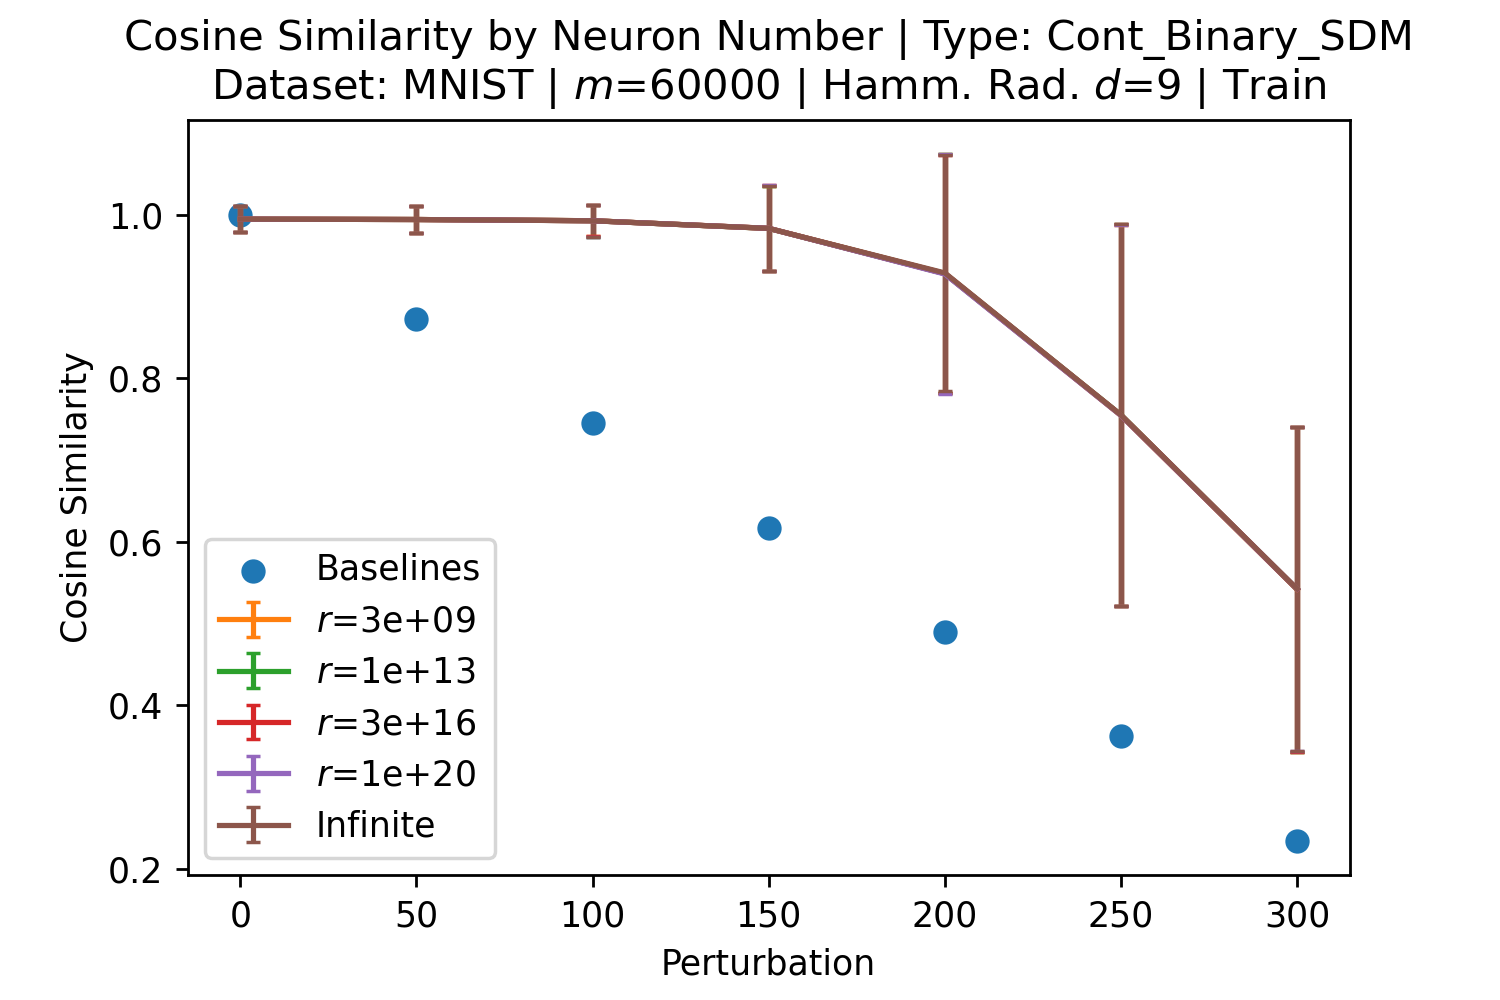 Cosine Similarity by Neuron Number | Type: Cont_Binary_SDM
Dataset: MNIST | m=60000 | Hamm. Rad. d=9 | Train
Cosine Similarity
1.0
0.8
0.6
0.4
0.2
Baselines
r=3e+09
r=1e+13
r=3e+16
r=1e+20
Infinite
0 50 100 150 200 250 300
Perturbation